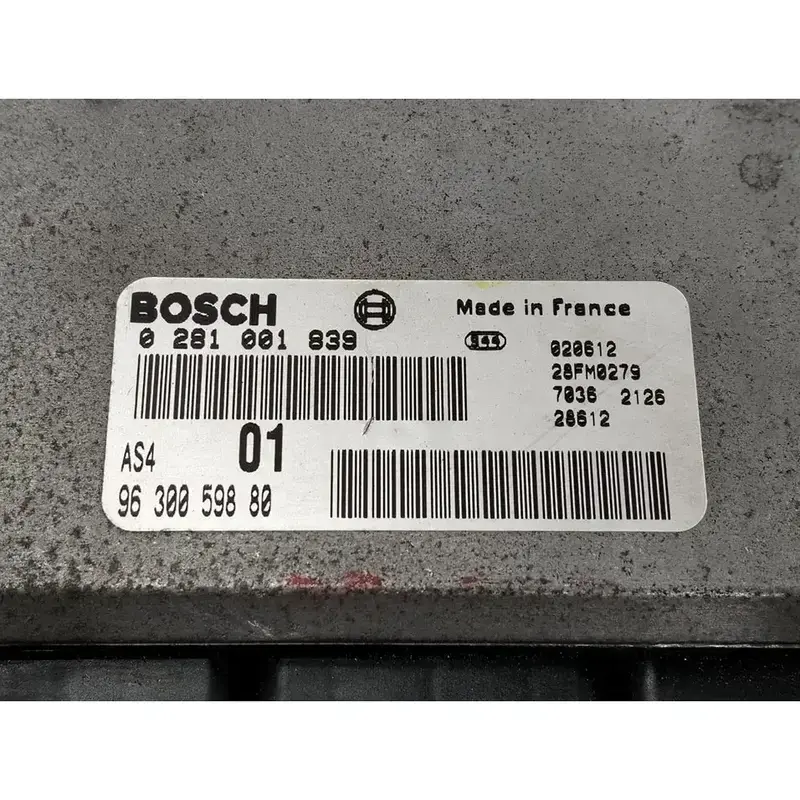 BOSCH
Made in France
0 281 001 839
020612
28FM0279
7036 2126
28612
AS4
01
96 300 598 80